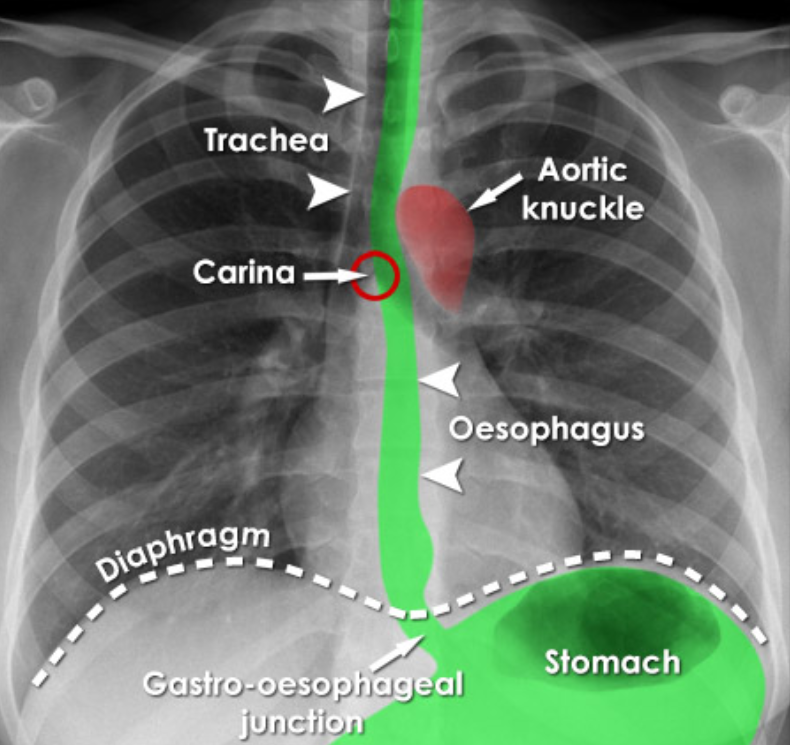 Trachea
Aortic
knuckle
Carina
Oesophagus
Diaphragm
Stomach
Gastro-oesophageal
junction